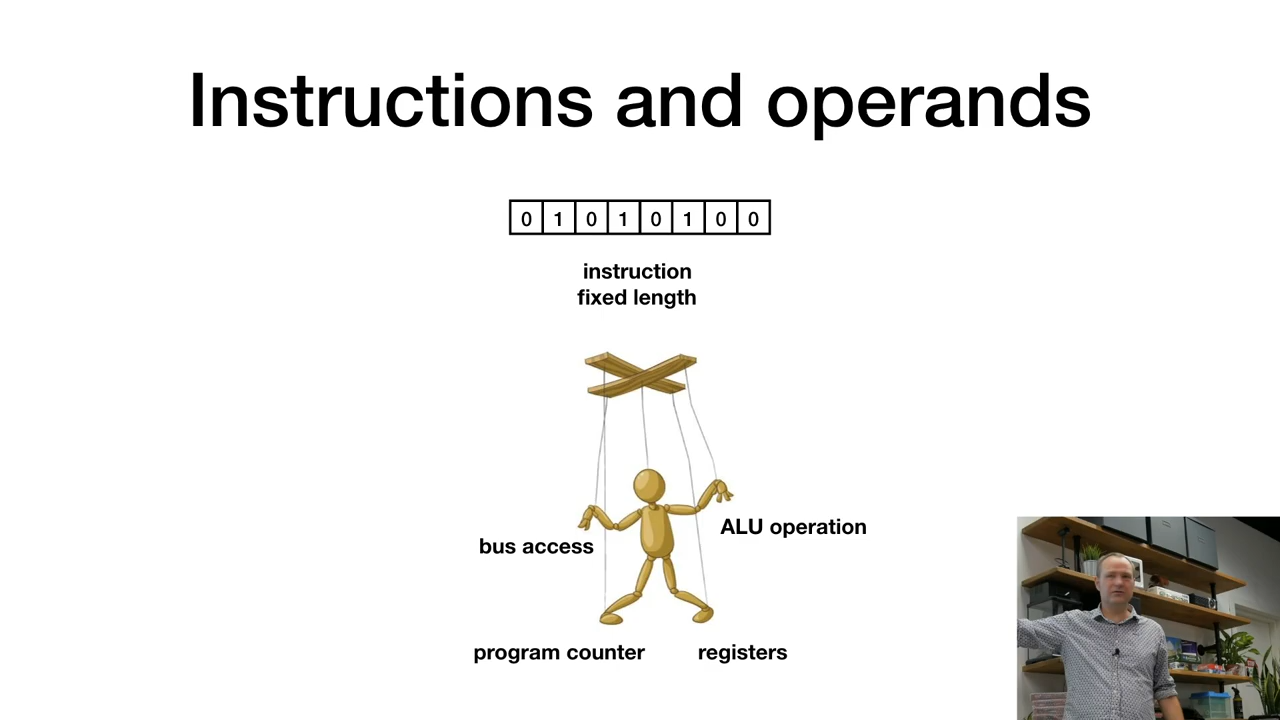 Instructions and operands
0 1 0 1 0 1 0 0
instruction
fixed length
bus access
ALU operation
program counter
registers